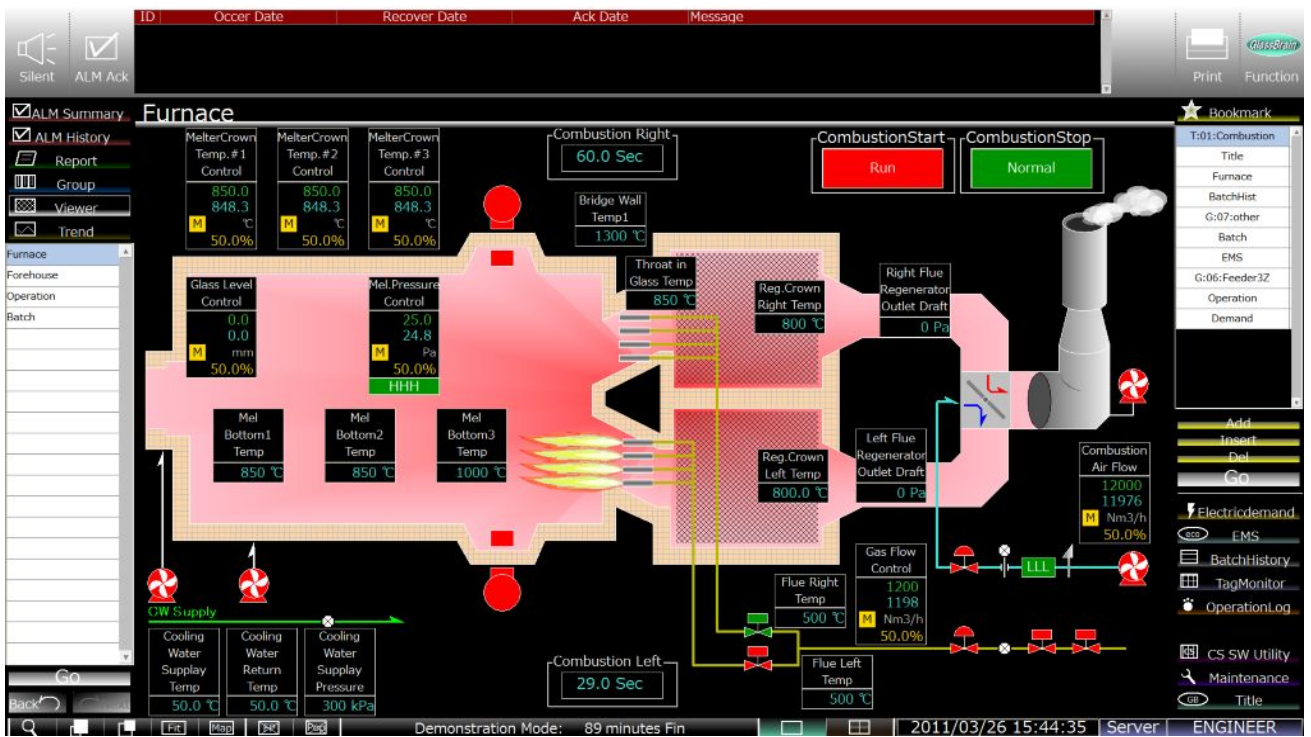 ID Occer Date Recover Date Ack Date Message
Silent ALM Ack
GlassBrain
Print Function
ALM Summary
ALM History
Report
Group
Viewer
Trend
Furnace
Forehouse
Operation
Batch
Go
Back
Furnace
MelterCrown
Temp.#1
Control
850.0
848.3
M ℃
50.0%
MelterCrown
Temp.#2
Control
850.0
848.3
M ℃
50.0%
MelterCrown
Temp.#3
Control
850.0
848.3
M ℃
50.0%
Combustion Right
60.0 Sec
CombustionStart
Run
CombustionStop
Normal
Bridge Wall
Temp1
1300 ℃
Glass Level
Control
0.0
0.0
M mm
50.0%
Mel.Pressure
Control
25.0
24.8
M Pa
50.0%
HHH
Throat in
Glass Temp
850 ℃
Reg.Crown
Right Temp
800 ℃
Right Flue
Regenerator
Outlet Draft
0 Pa
Mel
Bottom1
Temp
850 ℃
Mel
Bottom2
Temp
850 ℃
Mel
Bottom3
Temp
1000 ℃
Reg.Crown
Left Temp
800.0 ℃
Left Flue
Regenerator
Outlet Draft
0 Pa
Combustion
Air Flow
12000
11976
M Nm3/h
50.0%
LLL
Gas Flow
Control
1200
1198
M Nm3/h
50.0%
Flue Right
Temp
500 ℃
Flue Left
Temp
500 ℃
CW Supply
Cooling
Water
Supplay
Temp
50.0 ℃
Cooling
Water
Return
Temp
50.0 ℃
Cooling
Water
Supplay
Pressure
300 kPa
Combustion Left
29.0 Sec
Bookmark
T:01:Combustion
Title
Furnace
BatchHist
G:07:other
Batch
EMS
G:06:Feeder3Z
Operation
Demand
Add
Insert
Del
Go
Electricdemand
eco EMS
BatchHistory
TagMonitor
OperationLog
CS SW Utility
Maintenance
GB Title
Fit Map Demonstration Mode: 89 minutes Fin 2011/03/26 15:44:35 Server ENGINEER